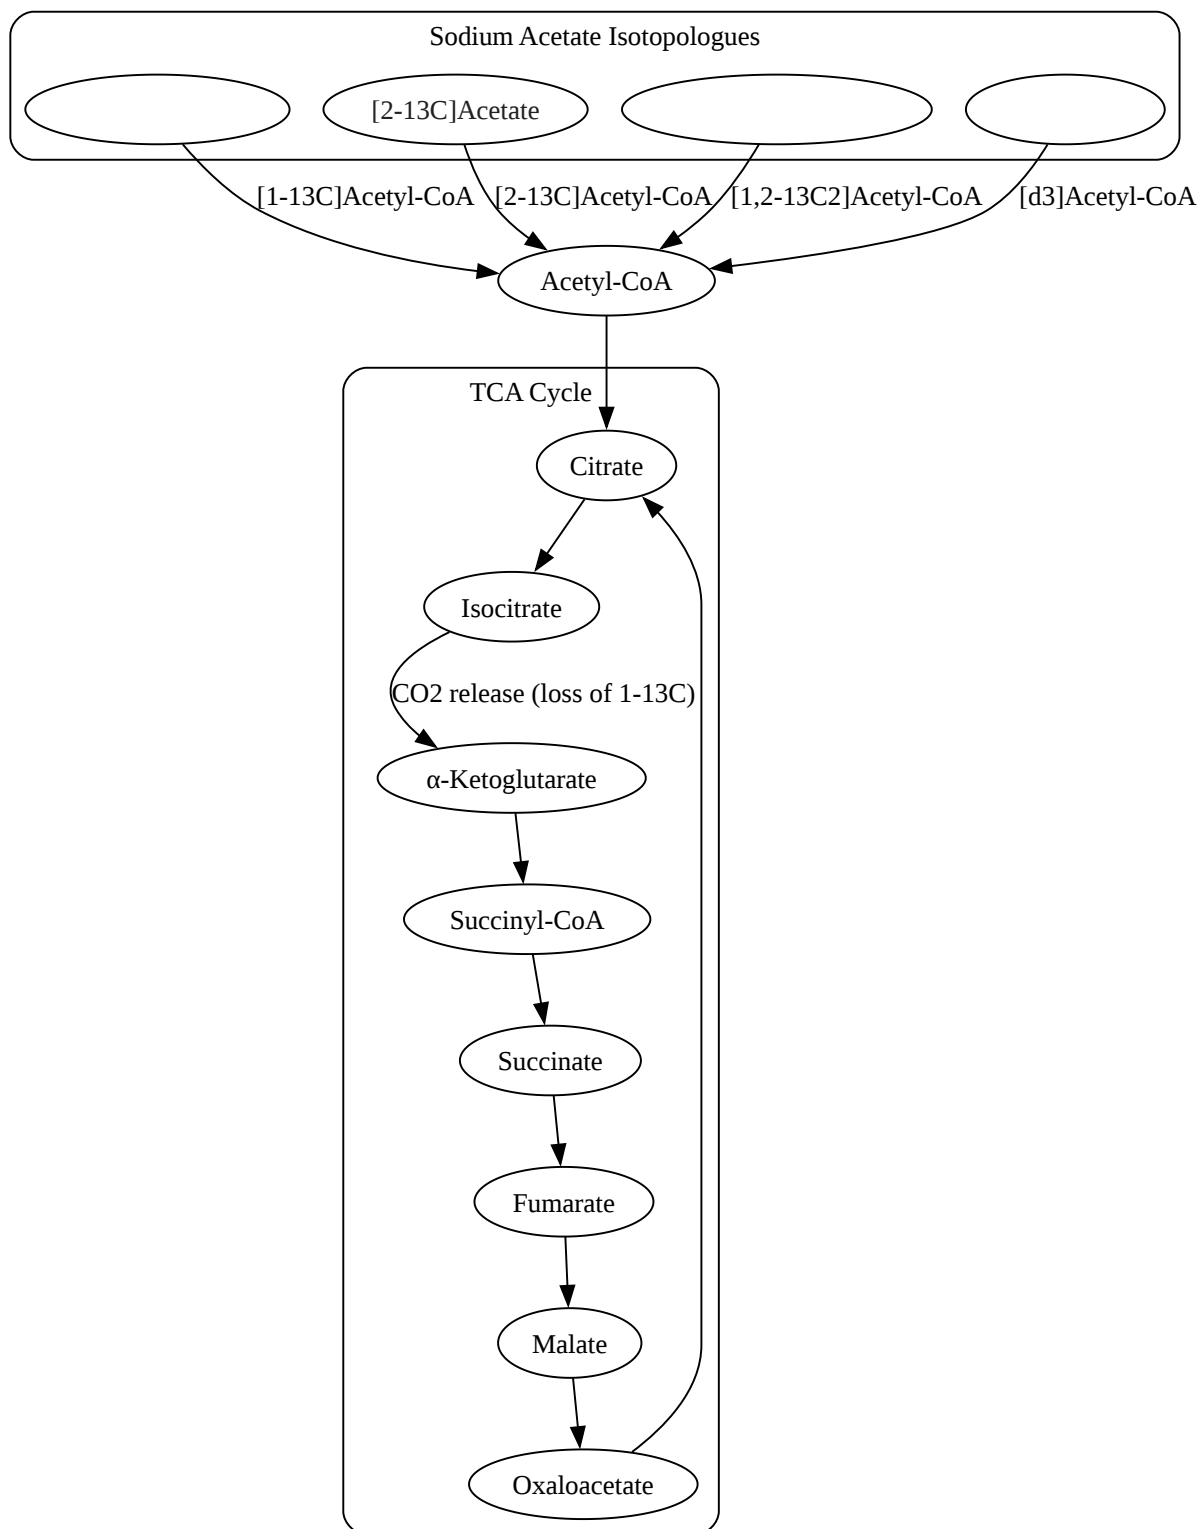 Sodium Acetate Isotopologues
[2-13C]Acetate
[1-13C]Acetyl-CoA
[2-13C]Acetyl-CoA
[1,2-13C2]Acetyl-CoA
[d3]Acetyl-CoA
Acetyl-CoA
TCA Cycle
Citrate
Isocitrate
CO2 release (loss of 1-13C)
α-Ketoglutarate
Succinyl-CoA
Succinate
Fumarate
Malate
Oxaloacetate